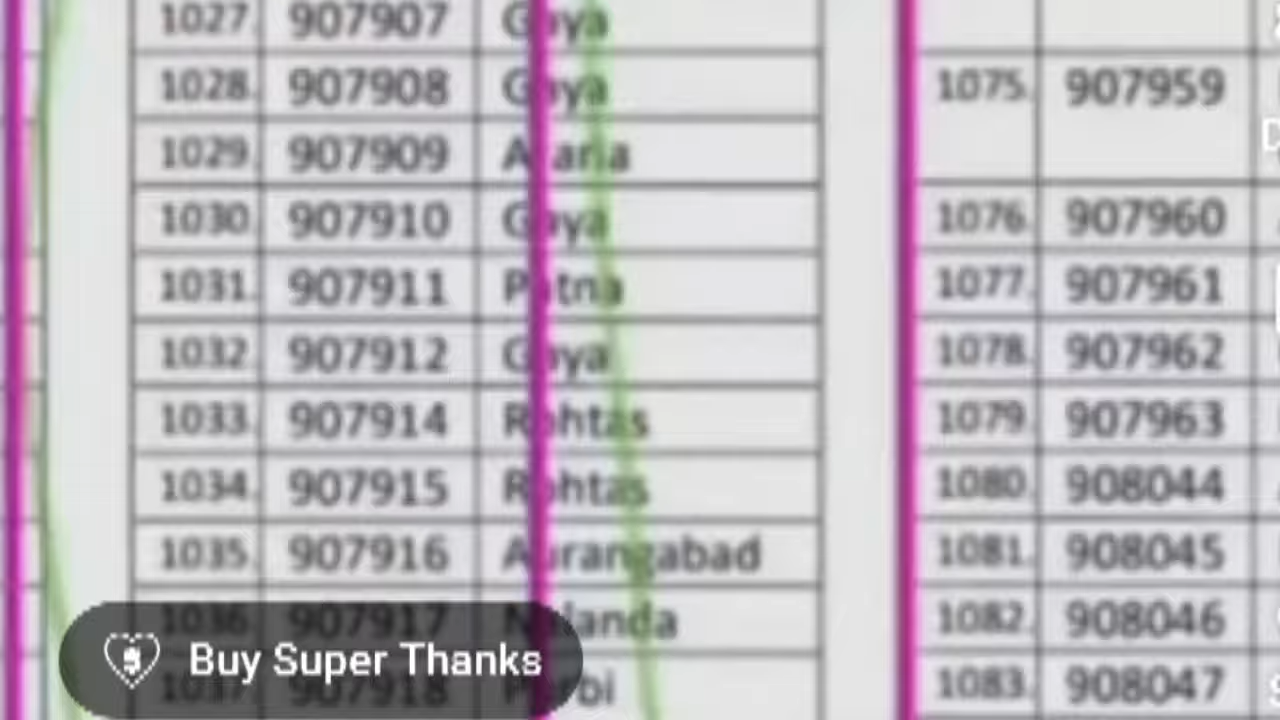 1027. 907907 Gaya
1028. 907908 Gaya
1029. 907909 Araria
1030. 907910 Gaya
1031. 907911 Patna
1032. 907912 Gaya
1033. 907914 Rohtas
1034. 907915 Rohtas
1035. 907916 Aurangabad
1036. 907917 Nalanda
1037. 907918
Buy Super Thanks
1075. 907959
1076. 907960
1077. 907961
1078. 907962
1079. 907963
1080. 908044
1081. 908045
1082. 908046
1083. 908047